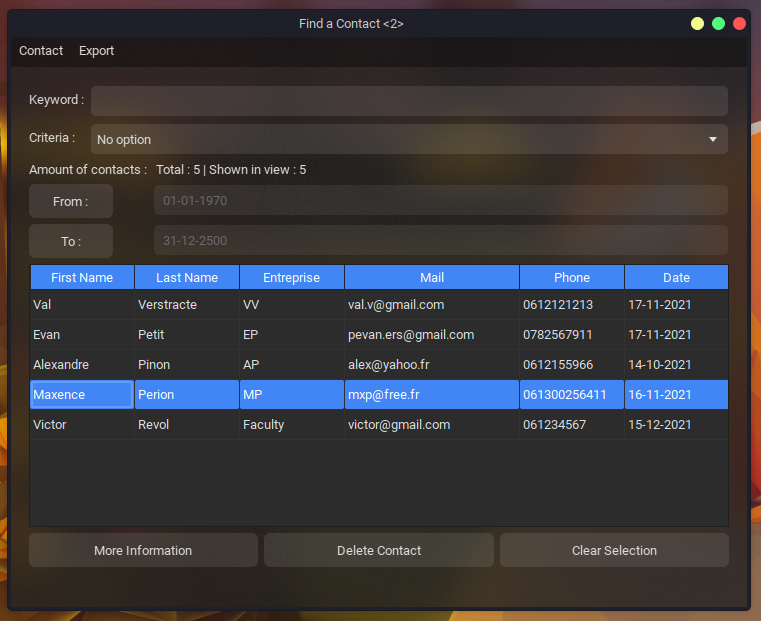 Find a Contact <2>
Contact Export
Keyword :
Criteria : No option
Amount of contacts : Total : 5 | Shown in view : 5
From : 01-01-1970
To : 31-12-2500
First Name Last Name Entreprise Mail Phone Date
Val Verstracte VV val.v@gmail.com 0612121213 17-11-2021
Evan Petit EP pevan.ers@gmail.com 0782567911 17-11-2021
Alexandre Pinon AP alex@yahoo.fr 0612155966 14-10-2021
Maxence Perion MP mxp@free.fr 061300256411 16-11-2021
Victor Revol Faculty victor@gmail.com 061234567 15-12-2021
More Information Delete Contact Clear Selection